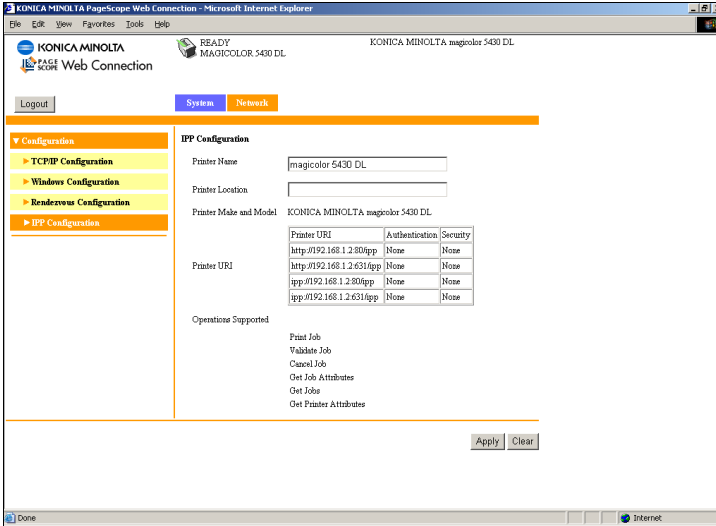 KONICA MINOLTA PageScope Web Connection - Microsoft Internet Explorer
File Edit View Favorites Tools Help
KONICA MINOLTA
PAGE SCOPE Web Connection
READY
MAGICOLOR 5430 DL
KONICA MINOLTA magicolor 5430 DL
Logout
System Network
Configuration
TCP/IP Configuration
Windows Configuration
Rendezvous Configuration
IPP Configuration
IPP Configuration
Printer Name magicolor 5430 DL
Printer Location
Printer Make and Model KONICA MINOLTA magicolor 5430 DL
Printer URI
Printer URI Authentication Security
http://192.168.1.2:80/ipp None None
http://192.168.1.2:631/ipp None None
ipp://192.168.1.2:80/ipp None None
ipp://192.168.1.2:631/ipp None None
Operations Supported
Print Job
Validate Job
Cancel Job
Get Job Attributes
Get Jobs
Get Printer Attributes
Apply Clear
Done Internet